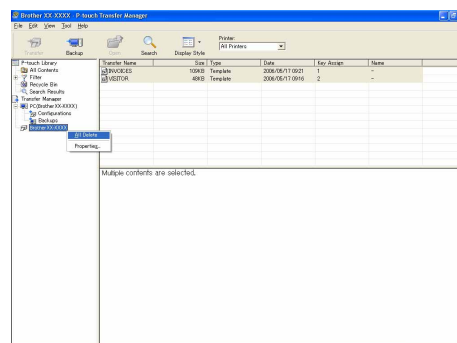 Brother XX-XXXX - P-touch Transfer Manager
File Edit View Tool Help
Transfer Backup Open Search Display Style Printer: All Printers
P-touch Library
All Contents
Filter
Recycle Bin
Search Results
Transfer Manager
PC(Brother XX-XXXX)
Configurations
Backups
Brother XX-XXXX
All Delete
Properties...
Transfer Name Size Type Date Key Assign Name
INVOICES 109KB Template 2006/05/17 09:21 1 -
VISITOR 48KB Template 2006/05/17 09:16 2 -
Multiple contents are selected.